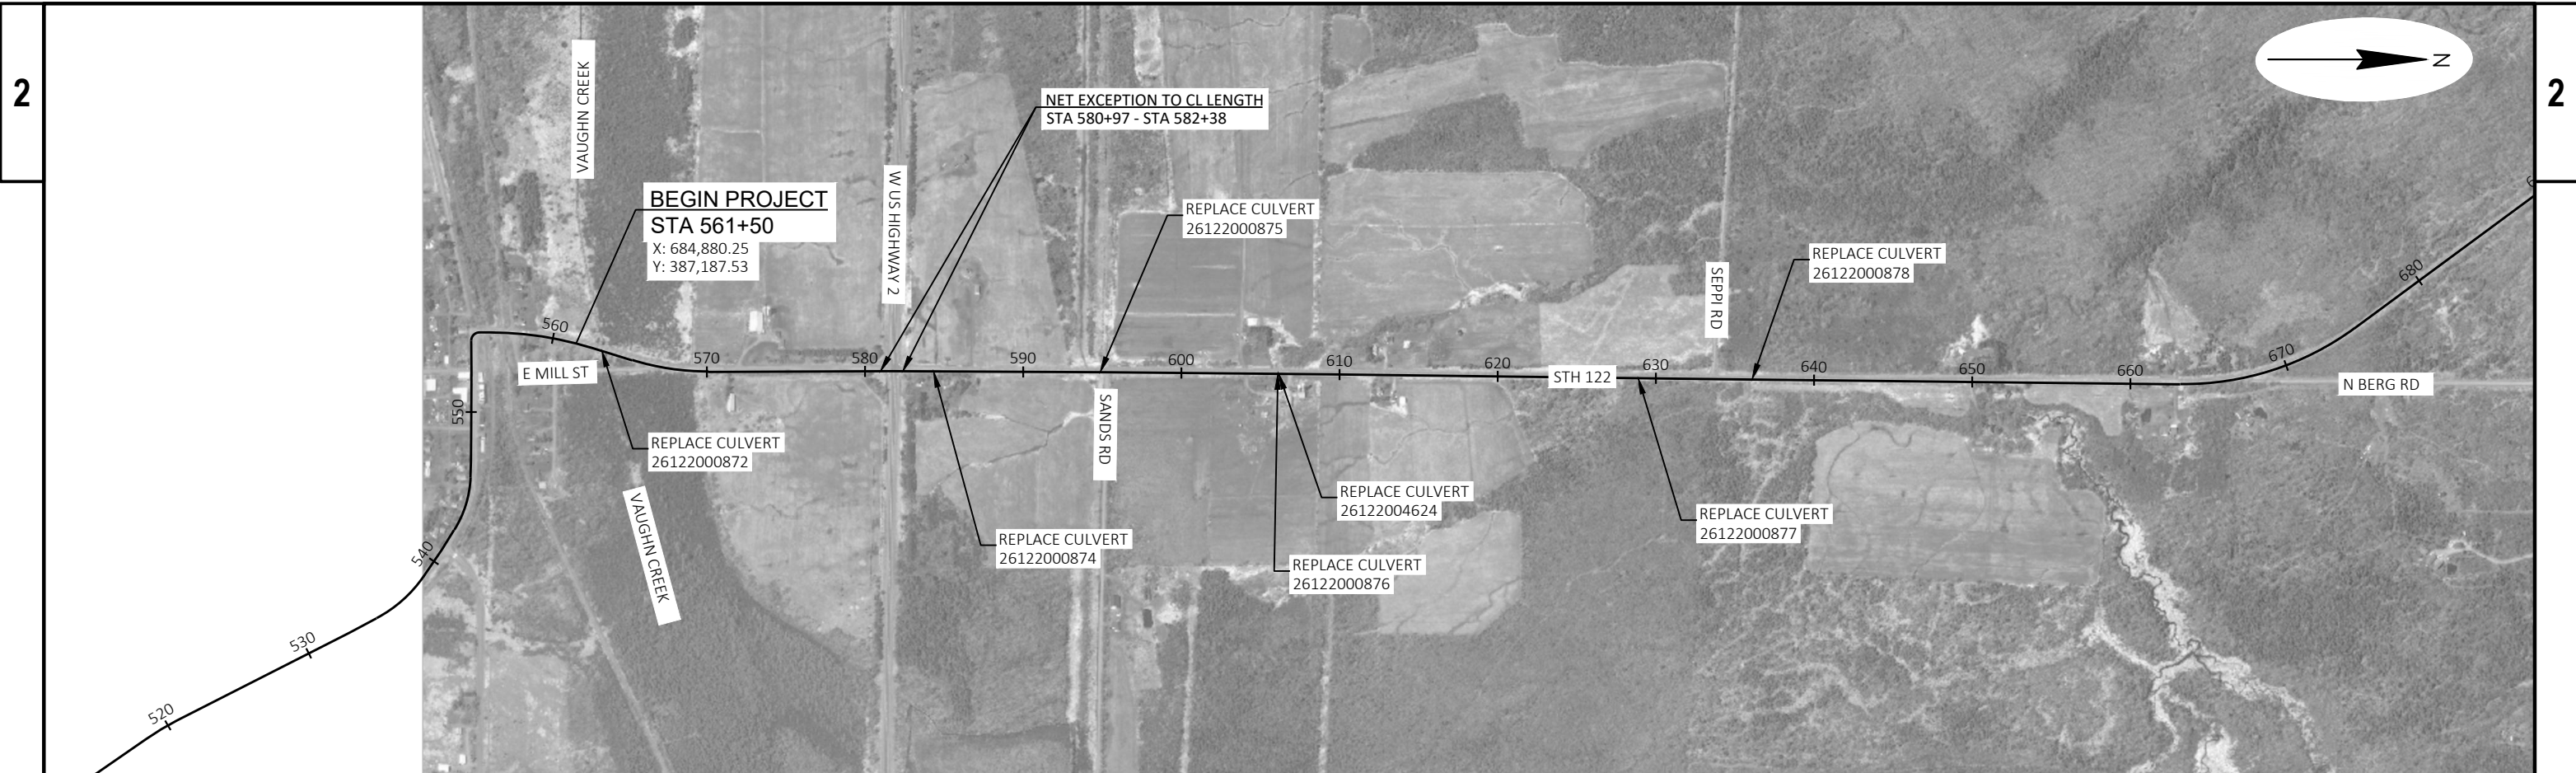 2
2
N
VAUGHN CREEK
NET EXCEPTION TO CL LENGTH
STA 580+97 - STA 582+38
W US HIGHWAY 2
BEGIN PROJECT
STA 561+50
X: 684,880.25
Y: 387,187.53
REPLACE CULVERT
26122000875
REPLACE CULVERT
26122000878
SEPPI RD
520
530
540
550
560
570
580
590
600
610
620
630
640
650
660
670
680
E MILL ST
STH 122
N BERG RD
SANDS RD
REPLACE CULVERT
26122000872
VAUGHN CREEK
REPLACE CULVERT
26122000874
REPLACE CULVERT
26122004624
REPLACE CULVERT
26122000876
REPLACE CULVERT
26122000877